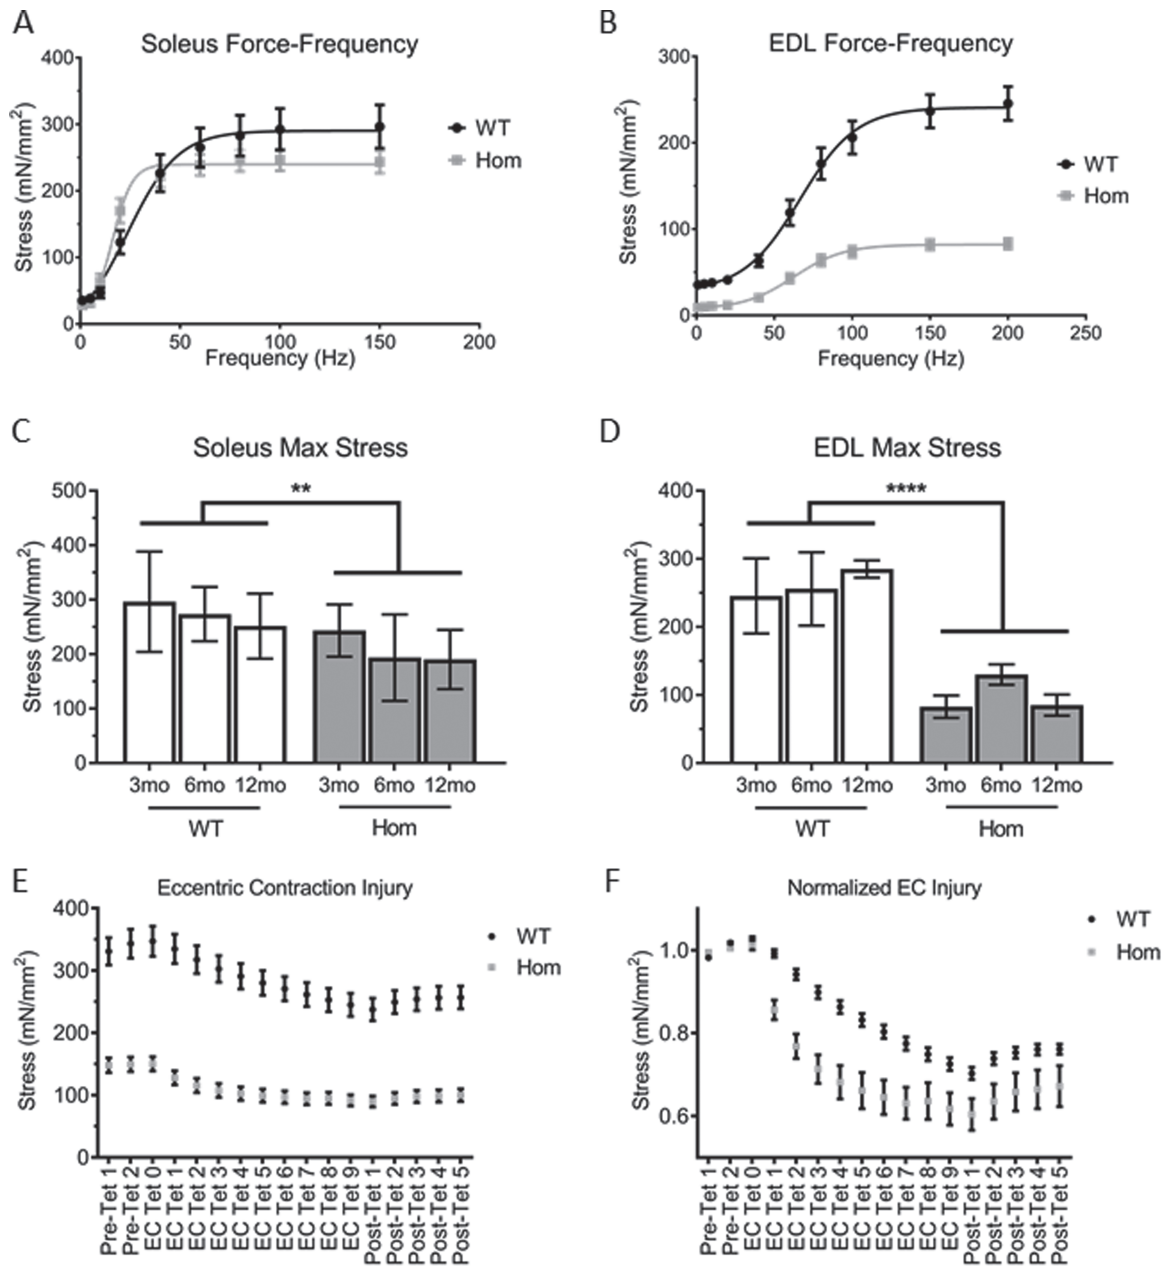 A
Soleus Force-Frequency
400
300
200
100
0
0 50 100 150 200
Stress (mN/mm²)
Frequency (Hz)
WT
Hom
B
EDL Force-Frequency
300
200
100
0
0 50 100 150 200 250
Stress (mN/mm²)
Frequency (Hz)
WT
Hom
C
Soleus Max Stress
500
400
300
200
100
0
Stress (mN/mm²)
**
3mo 6mo 12mo 3mo 6mo 12mo
WT Hom
D
EDL Max Stress
400
300
200
100
0
Stress (mN/mm²)
****
3mo 6mo 12mo 3mo 6mo 12mo
WT Hom
E
Eccentric Contraction Injury
400
300
200
100
0
Stress (mN/mm²)
WT
Hom
Pre-Tet 1
Pre-Tet 2
EC Tet 0
EC Tet 1
EC Tet 2
EC Tet 3
EC Tet 4
EC Tet 5
EC Tet 6
EC Tet 7
EC Tet 8
EC Tet 9
Post-Tet 1
Post-Tet 2
Post-Tet 3
Post-Tet 4
Post-Tet 5
F
Normalized EC Injury
1.0
0.8
0.6
Stress (mN/mm²)
WT
Hom
Pre-Tet 1
Pre-Tet 2
EC Tet 0
EC Tet 1
EC Tet 2
EC Tet 3
EC Tet 4
EC Tet 5
EC Tet 6
EC Tet 7
EC Tet 8
EC Tet 9
Post-Tet 1
Post-Tet 2
Post-Tet 3
Post-Tet 4
Post-Tet 5